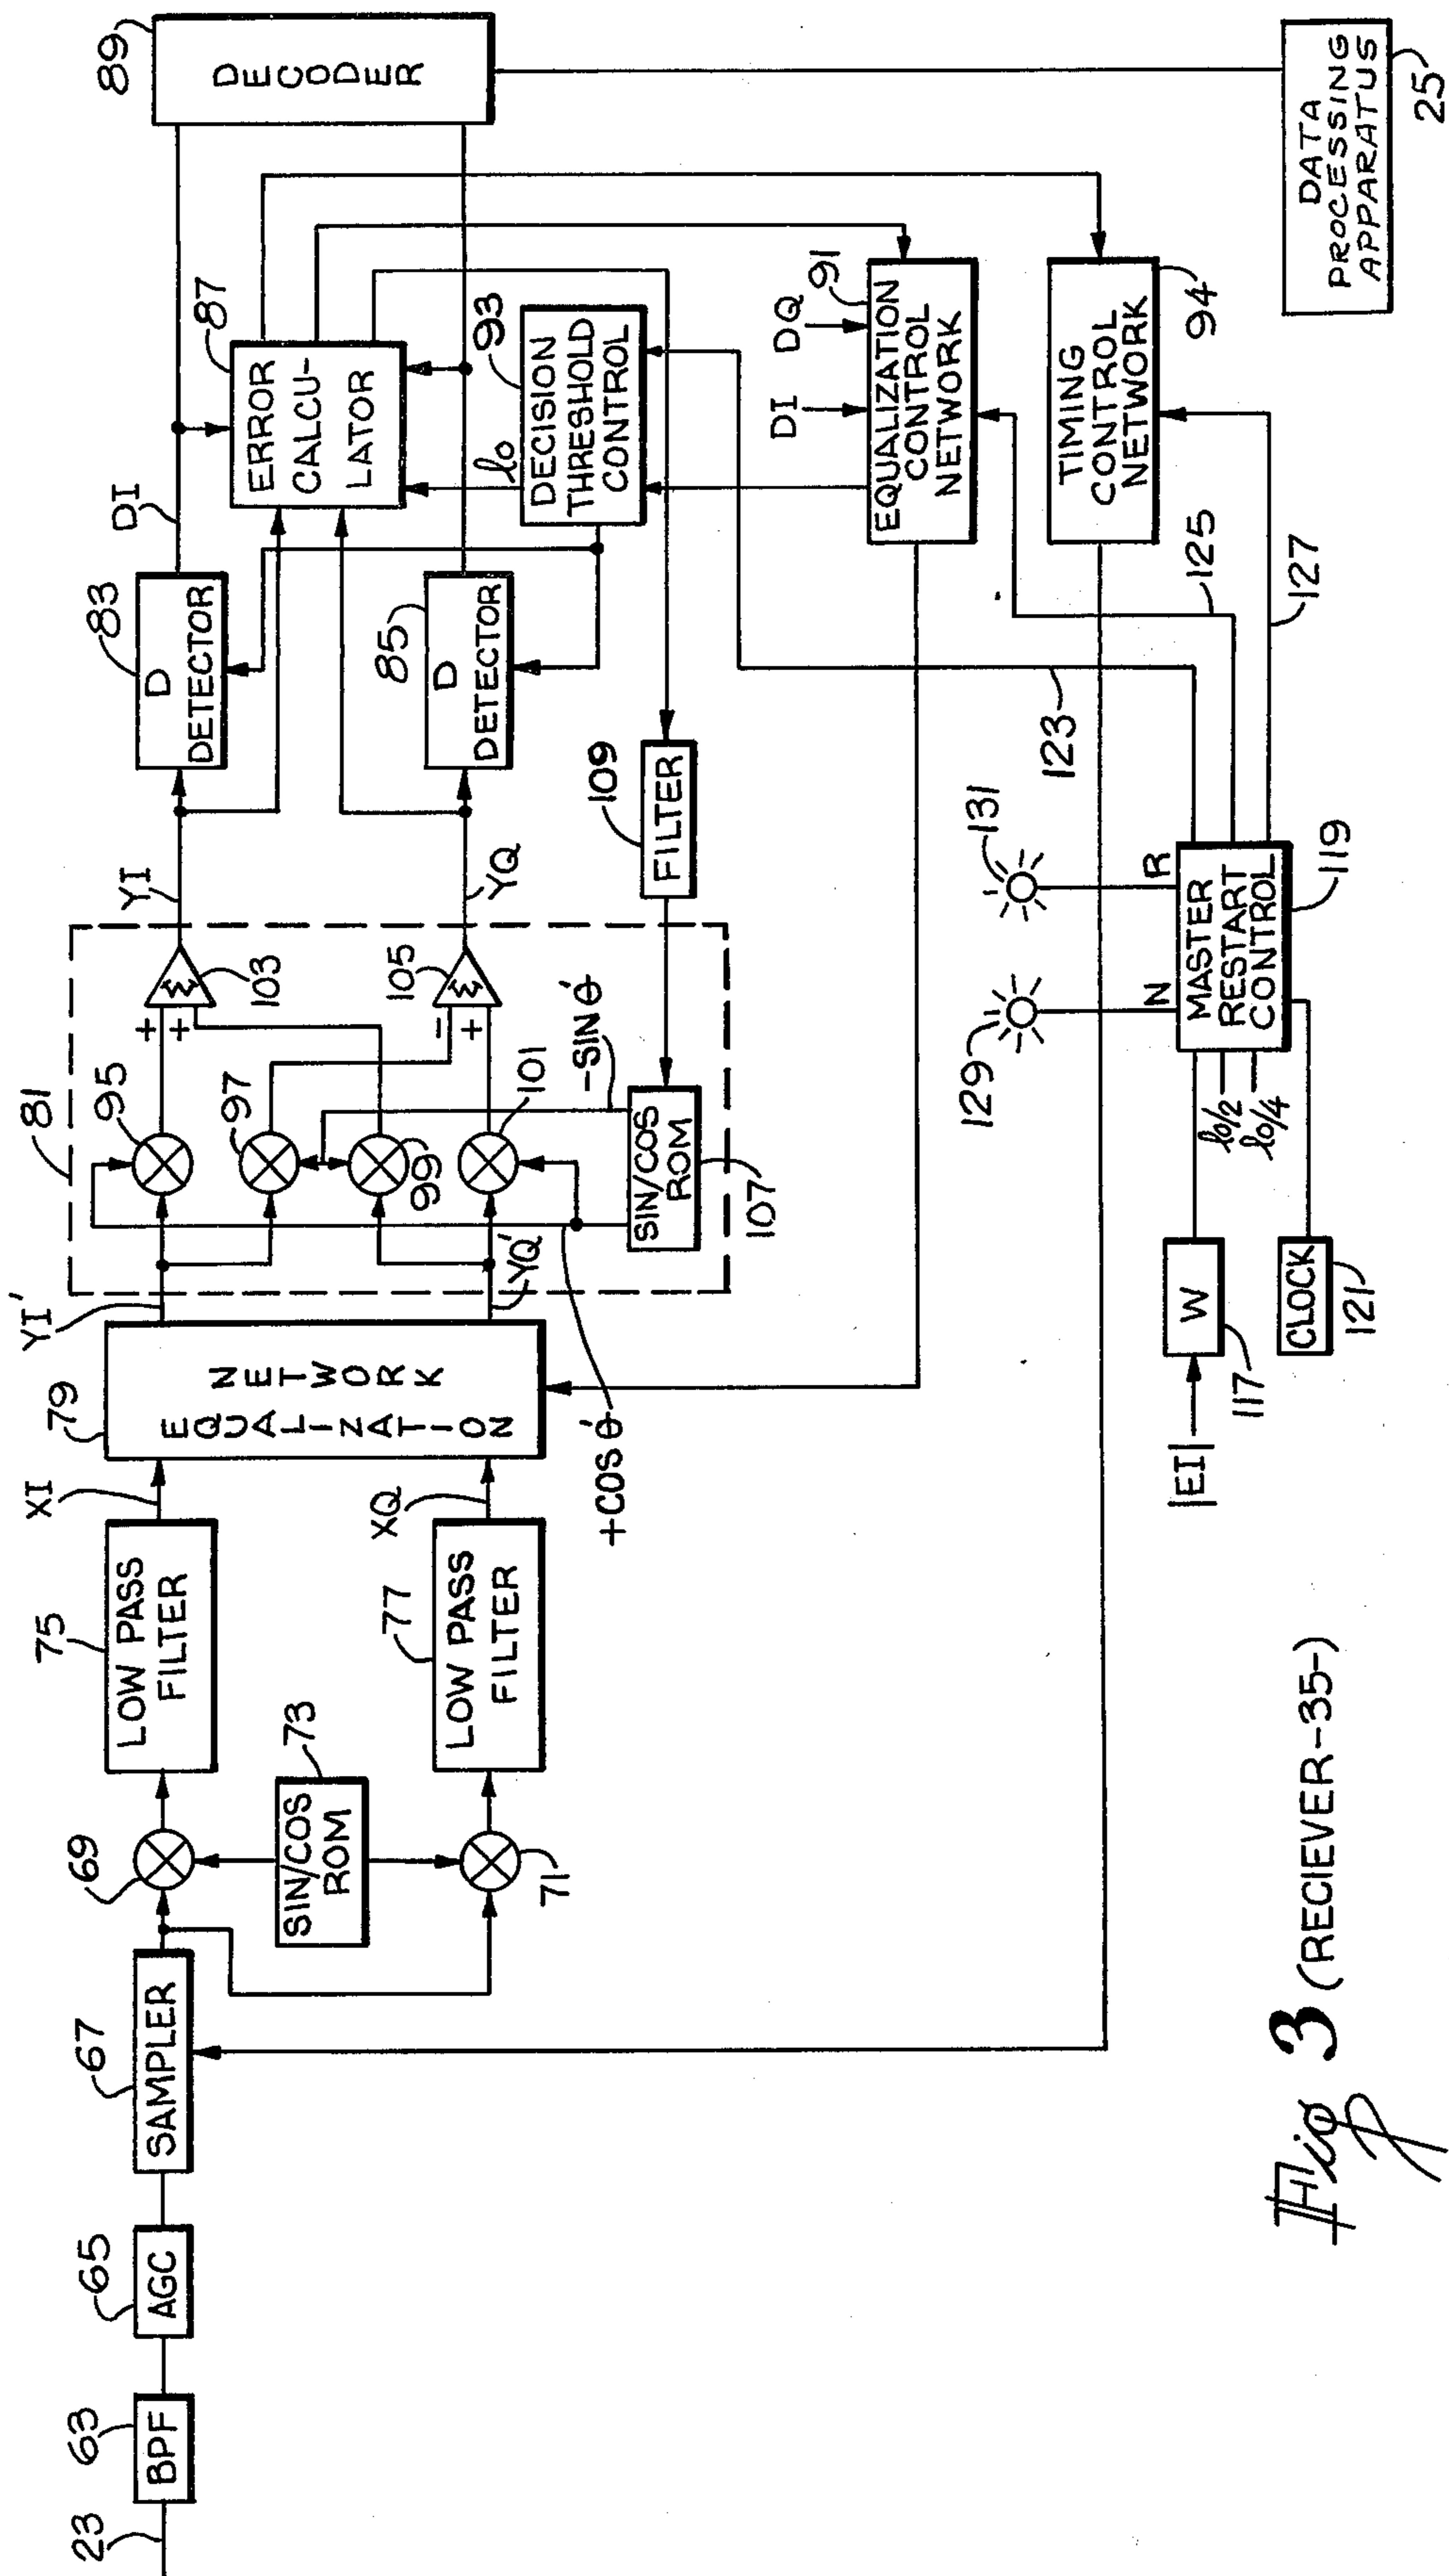 23
63
BPF
65
AGC
67
SAMPLER
69
71
73
SIN/COS
ROM
75
LOW PASS
FILTER
77
LOW PASS
FILTER
XI
XQ
79
EQUALIZATION
NETWORK
YI'
YQ'
+COS θ'
81
95
97
99
101
-SIN θ'
SIN/COS
ROM
107
+
+
Σ
103
-
+
Σ
105
YI
YQ
109
FILTER
83
D
DETECTOR
85
D
DETECTOR
DI
87
ERROR
CALCU-
LATOR
lo
93
DECISION
THRESHOLD
CONTROL
89
DECODER
DI
DQ
91
EQUALIZATION
CONTROL
NETWORK
TIMING
CONTROL
NETWORK
94
DATA
PROCESSING
APPARATUS
25
123
125
127
129
131
N
R
MASTER
RESTART
CONTROL
119
lo/2
lo/4
|EI|
W
117
CLOCK
121
Fig 3 (RECIEVER-35-)